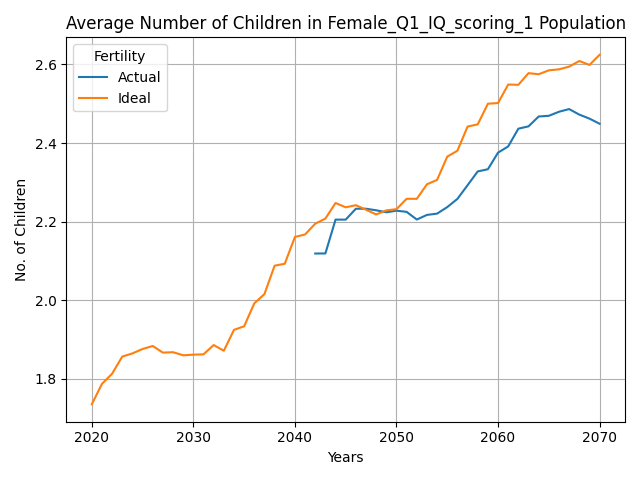 Average Number of Children in Female_Q1_IQ_scoring_1 Population
Fertility
Actual
Ideal
No. of Children
2.6
2.4
2.2
2.0
1.8
2020 2030 2040 2050 2060 2070
Years